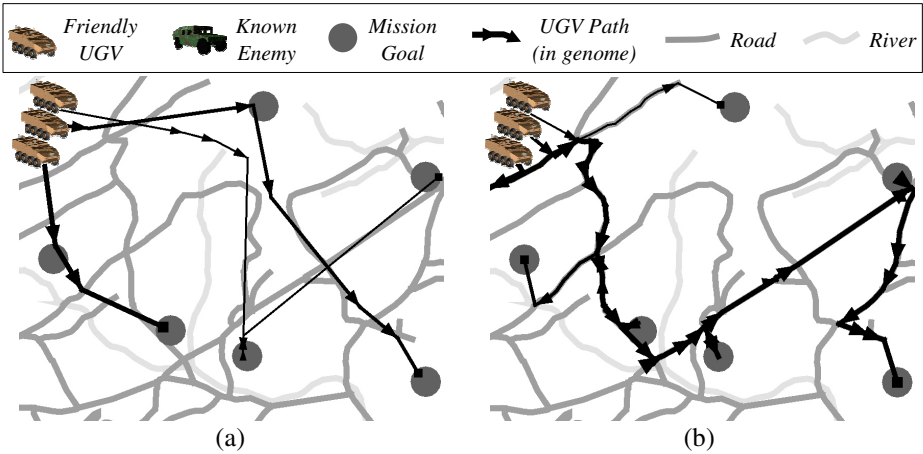 Friendly UGV
Known Enemy
Mission Goal
UGV Path (in genome)
Road
River
(a)
(b)